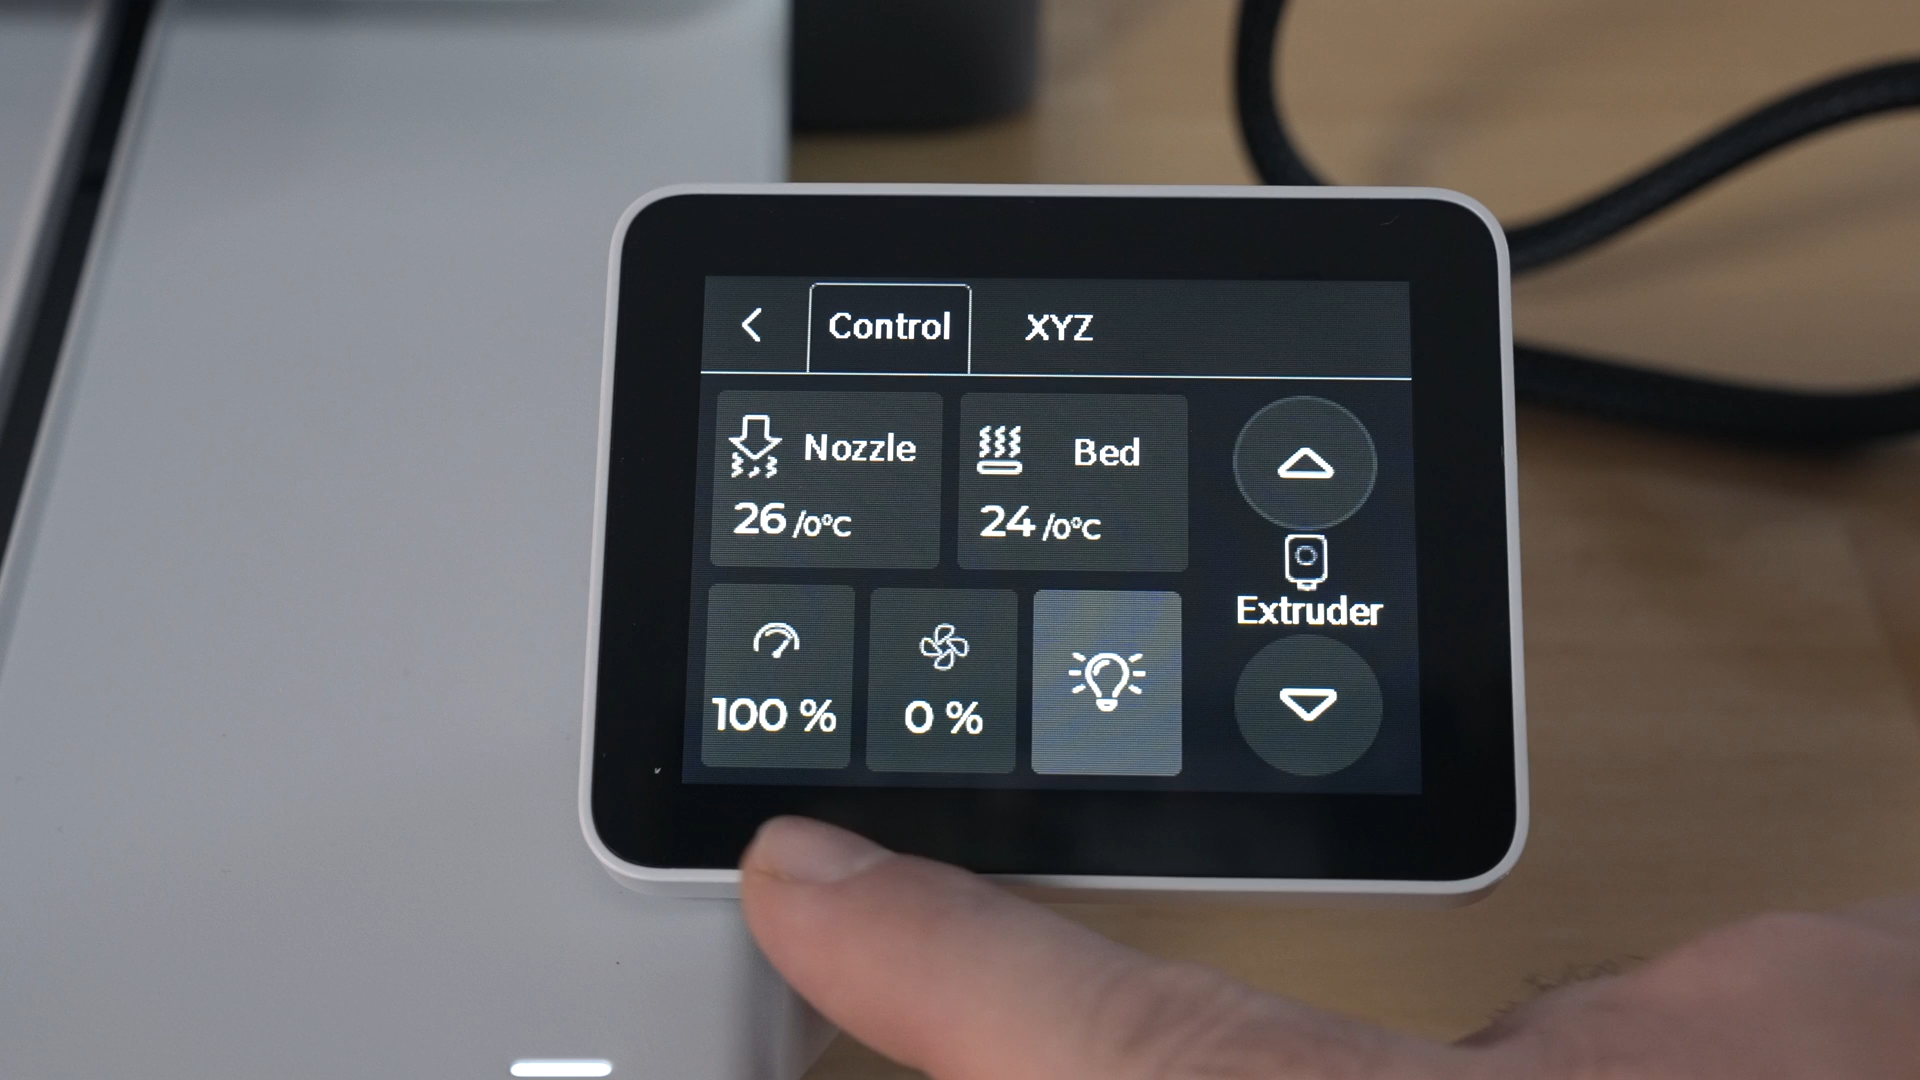 Control XYZ
Nozzle
26 /0°C
Bed
24 /0°C
100 %
0 %
Extruder